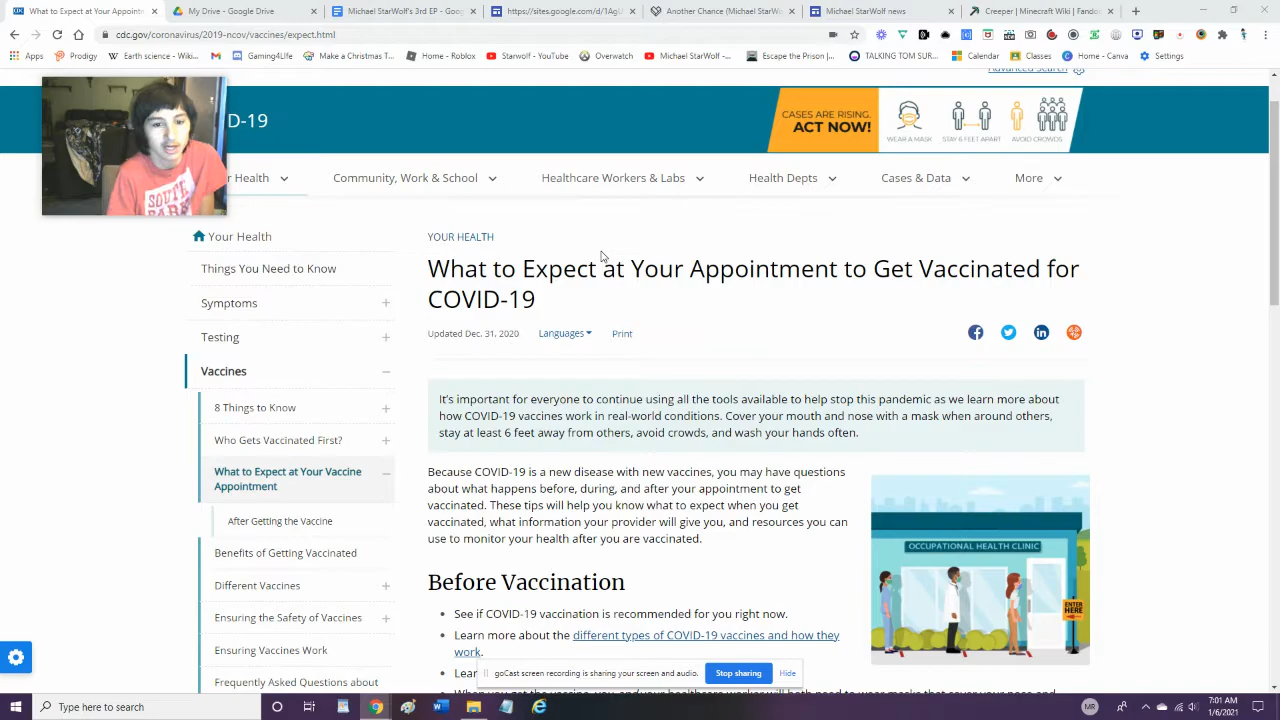 What to Expect at Your Appointm
My Drive - Google Drive
Michael StarWolf's 3rd EP - Goog
https://sites.google.com/d/1AgL
Another Chance (Michael StarWo
Michael StarWolf news
Creeper | Minecraft Wiki | Fando
cdc.gov/coronavirus/2019-ncov/vaccines/expect.html
Apps
Prodigy
Earth science - Wi...
GoGuardian
Make a Christmas T...
Home - Roblox
Starwolf - YouTube
Overwatch
Michael StarWolf -...
Escape the Prison |...
TALKING TOM SUR...
Calendar
Classes
Home - Canva
Settings
Advanced Search
D-19
CASES ARE RISING.
ACT NOW!
WEAR A MASK
STAY 6 FEET APART
AVOID CROWDS
r Health
Community, Work & School
Healthcare Workers & Labs
Health Depts
Cases & Data
More
SOUTH
PARK
Your Health
Things You Need to Know
Symptoms
Testing
Vaccines
8 Things to Know
Who Gets Vaccinated First?
What to Expect at Your Vaccine
Appointment
After Getting the Vaccine
Benefits of Getting Vaccinated
Different Vaccines
Ensuring the Safety of Vaccines
Ensuring Vaccines Work
Frequently Asked Questions about
YOUR HEALTH
What to Expect at Your Appointment to Get Vaccinated for
COVID-19
Updated Dec. 31, 2020
Languages
Print
It's important for everyone to continue using all the tools available to help stop this pandemic as we learn more about
how COVID-19 vaccines work in real-world conditions. Cover your mouth and nose with a mask when around others,
stay at least 6 feet away from others, avoid crowds, and wash your hands often.
Because COVID-19 is a new disease with new vaccines, you may have questions
about what happens before, during, and after your appointment to get
vaccinated. These tips will help you know what to expect when you get
vaccinated, what information your provider will give you, and resources you can
use to monitor your health after you are vaccinated.
OCCUPATIONAL HEALTH CLINIC
ENTER
HERE
Before Vaccination
See if COVID-19 vaccination is recommended for you right now.
Learn more about the different types of COVID-19 vaccines and how they
work.
Lear
goCast screen recording is sharing your screen and audio.
Stop sharing
Hide
Type here to search
MR
7:01 AM
1/6/2021